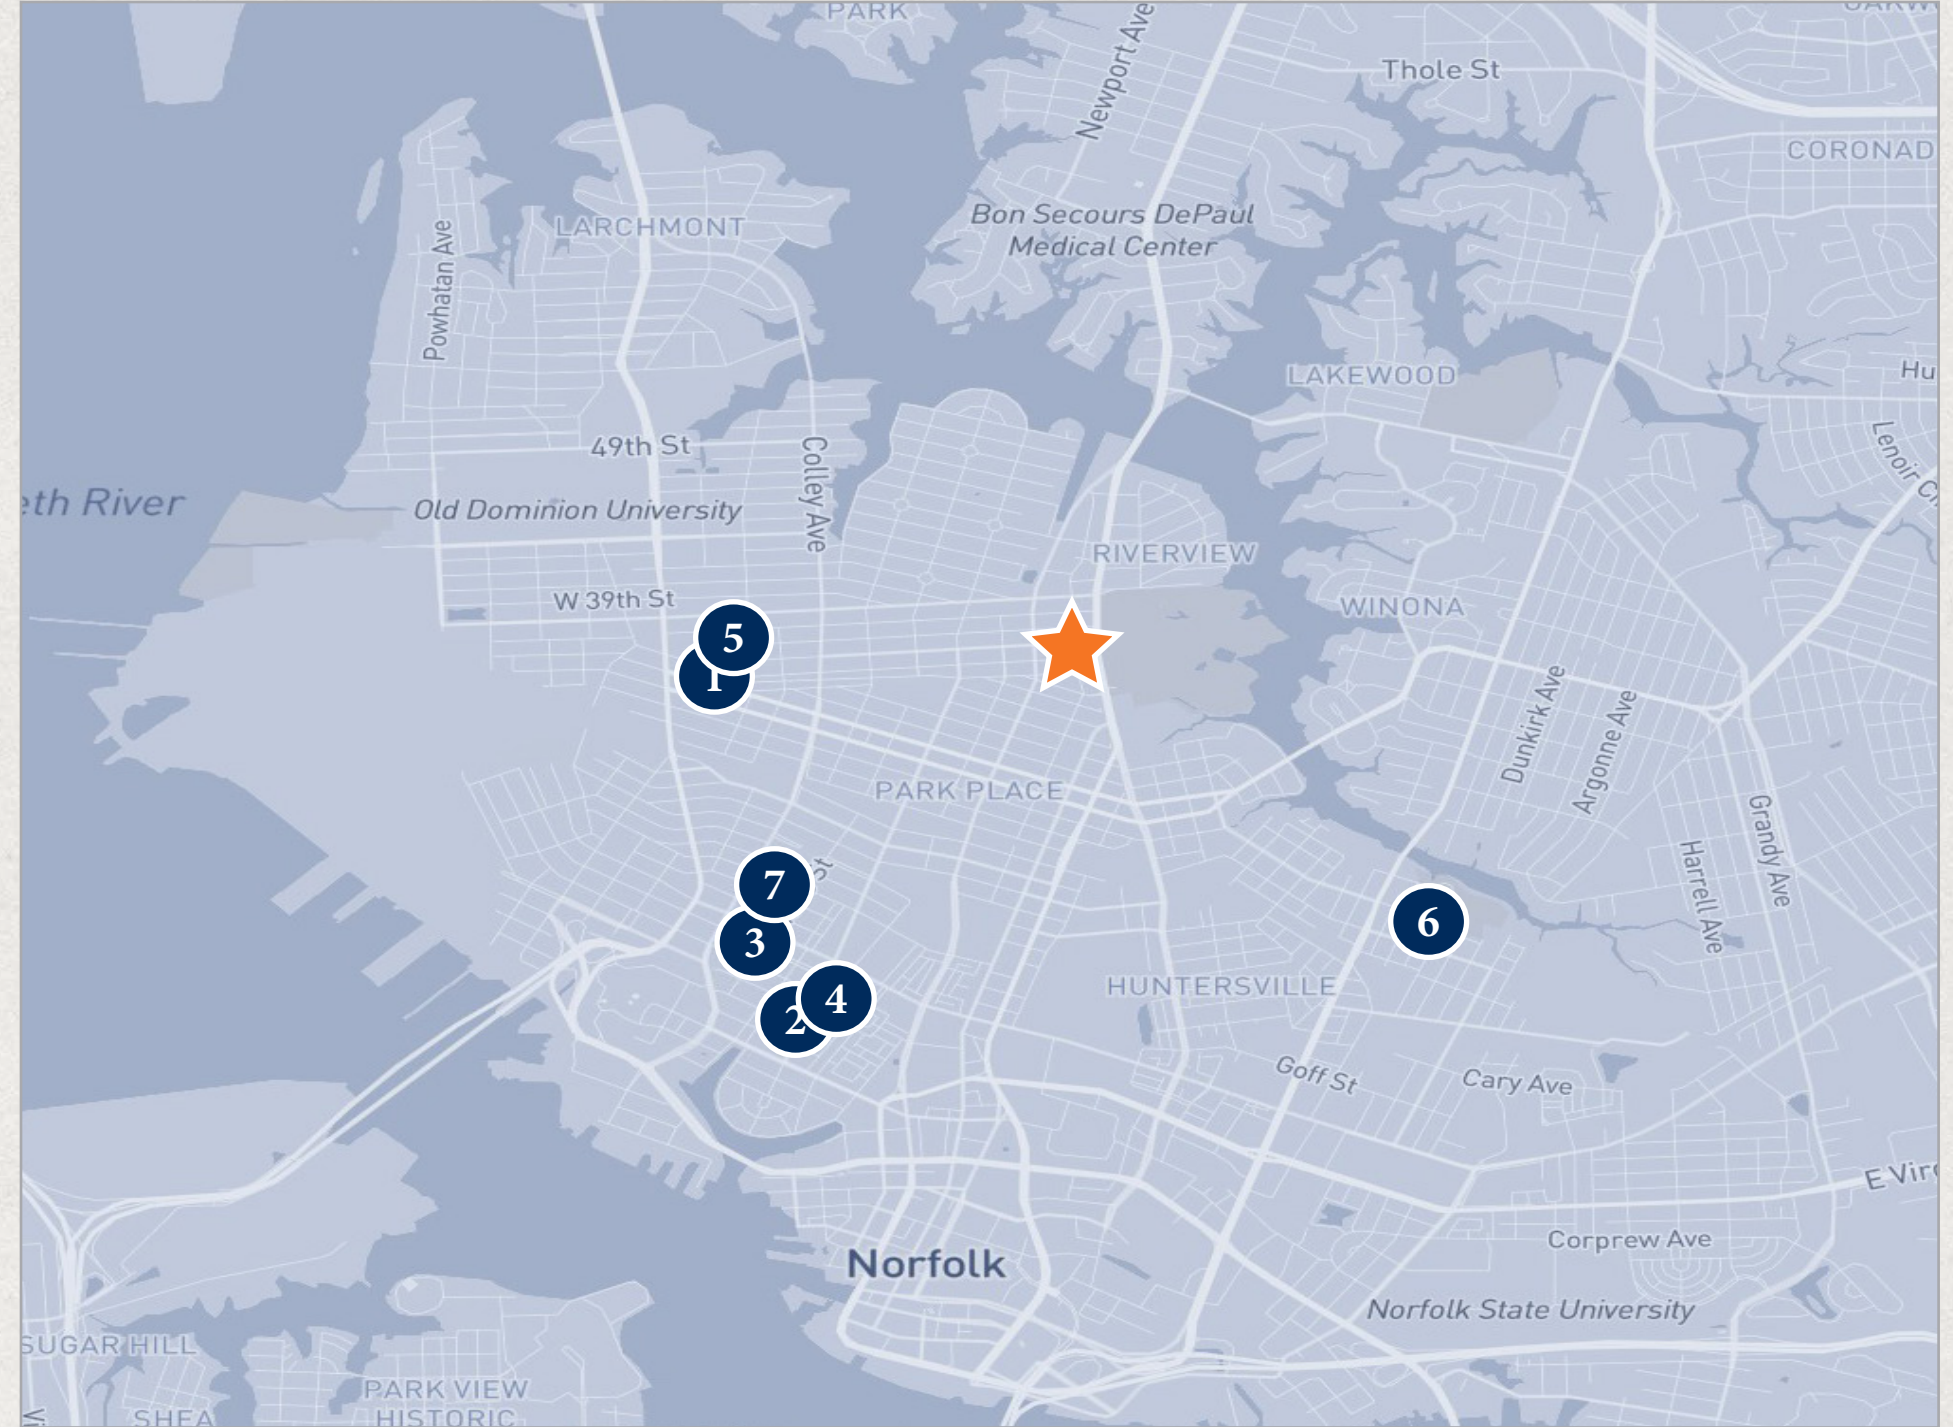 PARK
Newport Ave
Thole St
CORONAD
LARCHMONT
Bon Secours DePaul
Medical Center
Powhatan Ave
LAKEWOOD
Hu
49th St
Colley Ave
Lenoir C
eth River
Old Dominion University
RIVERVIEW
W 39th St
WINONA
5
1
Dunkirk Ave
Argonne Ave
PARK PLACE
Grandy Ave
Harrell Ave
St
7
3
6
4
2
HUNTERSVILLE
Goff St
Cary Ave
E Vir
Corprew Ave
Norfolk
Norfolk State University
SUGAR HILL
PARK VIEW
HISTORIC
SHEA